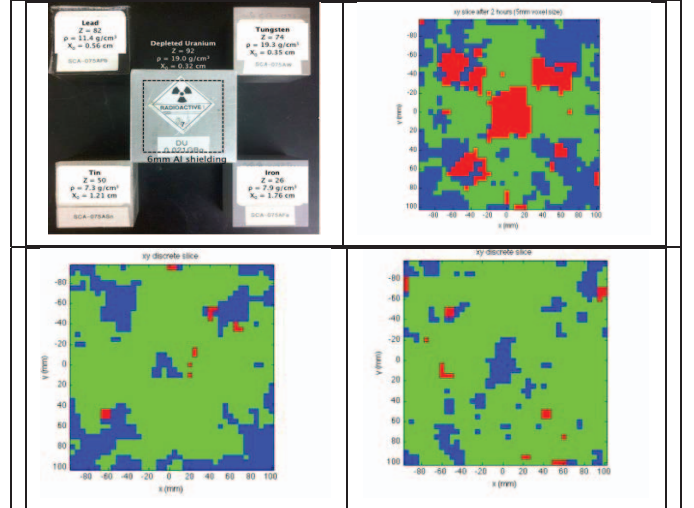 Lead
Z = 82
ρ = 11.4 g/cm³
X₀ = 0.56 cm
Depleted Uranium
Z = 92
ρ = 19.0 g/cm³
X₀ = 0.32 cm
Tungsten
Z = 74
ρ = 19.3 g/cm³
X₀ = 0.35 cm
RADIOACTIVE
DU
6mm Al shielding
Tin
Z = 50
ρ = 7.3 g/cm³
X₀ = 1.21 cm
Iron
Z = 26
ρ = 7.9 g/cm³
X₀ = 1.76 cm
xy slice after 2 hours (5mm voxel size)
-80
-60
-40
-20
0
20
40
60
80
100
y (mm)
-80 -60 -40 -20 0 20 40 60 80 100
x (mm)
xy discrete slice
-80
-60
-40
-20
0
20
40
60
80
100
y (mm)
-80 -60 -40 -20 0 20 40 60 80 100
x (mm)
xy discrete slice
-80
-60
-40
-20
0
20
40
60
80
100
y (mm)
-80 -60 -40 -20 0 20 40 60 80 100
x (mm)